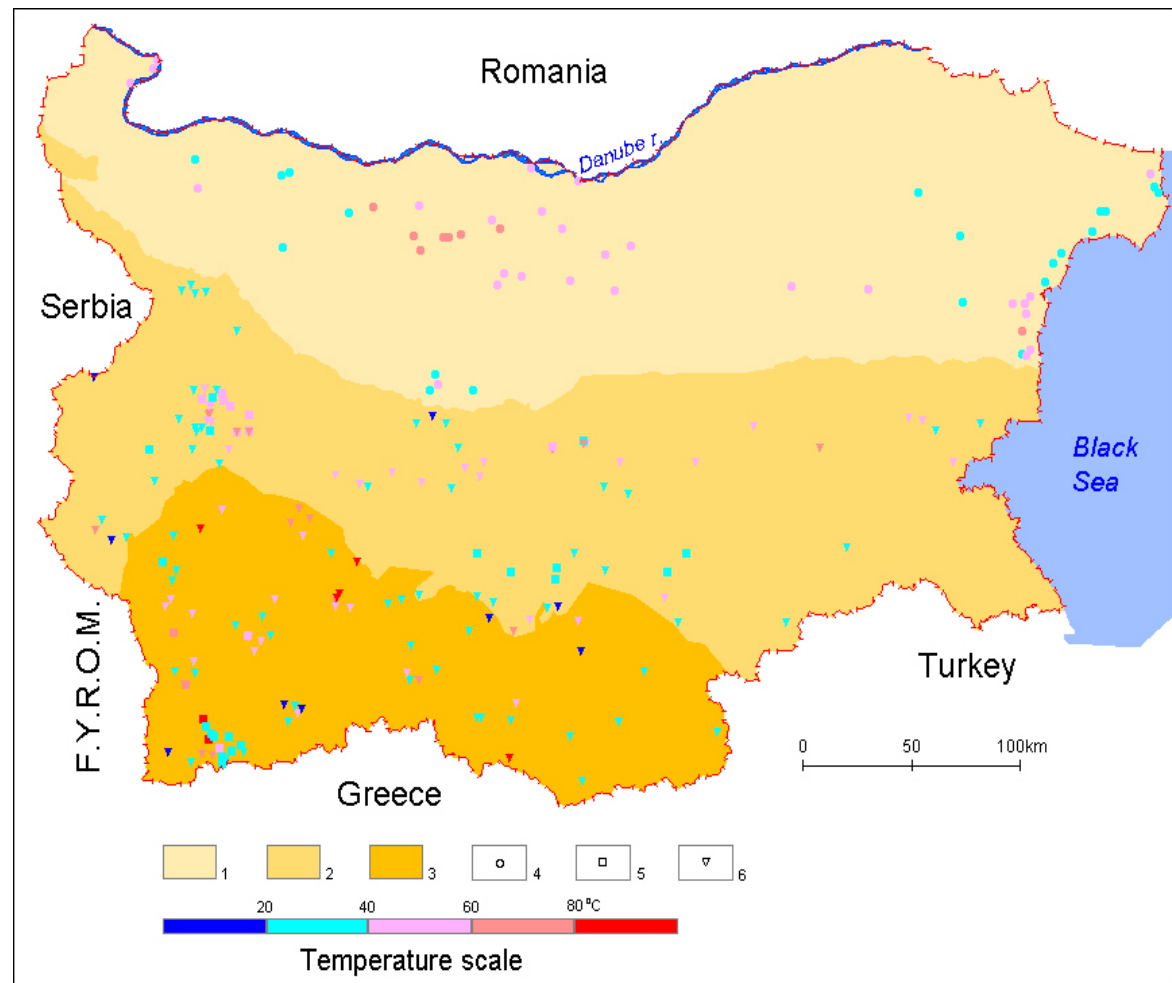 Romania
Danube r.
Serbia
Black
Sea
F.Y.R.O.M.
Turkey
0 50 100km
Greece
1 2 3 4 5 6
20 40 60 80 ⁰C
Temperature scale